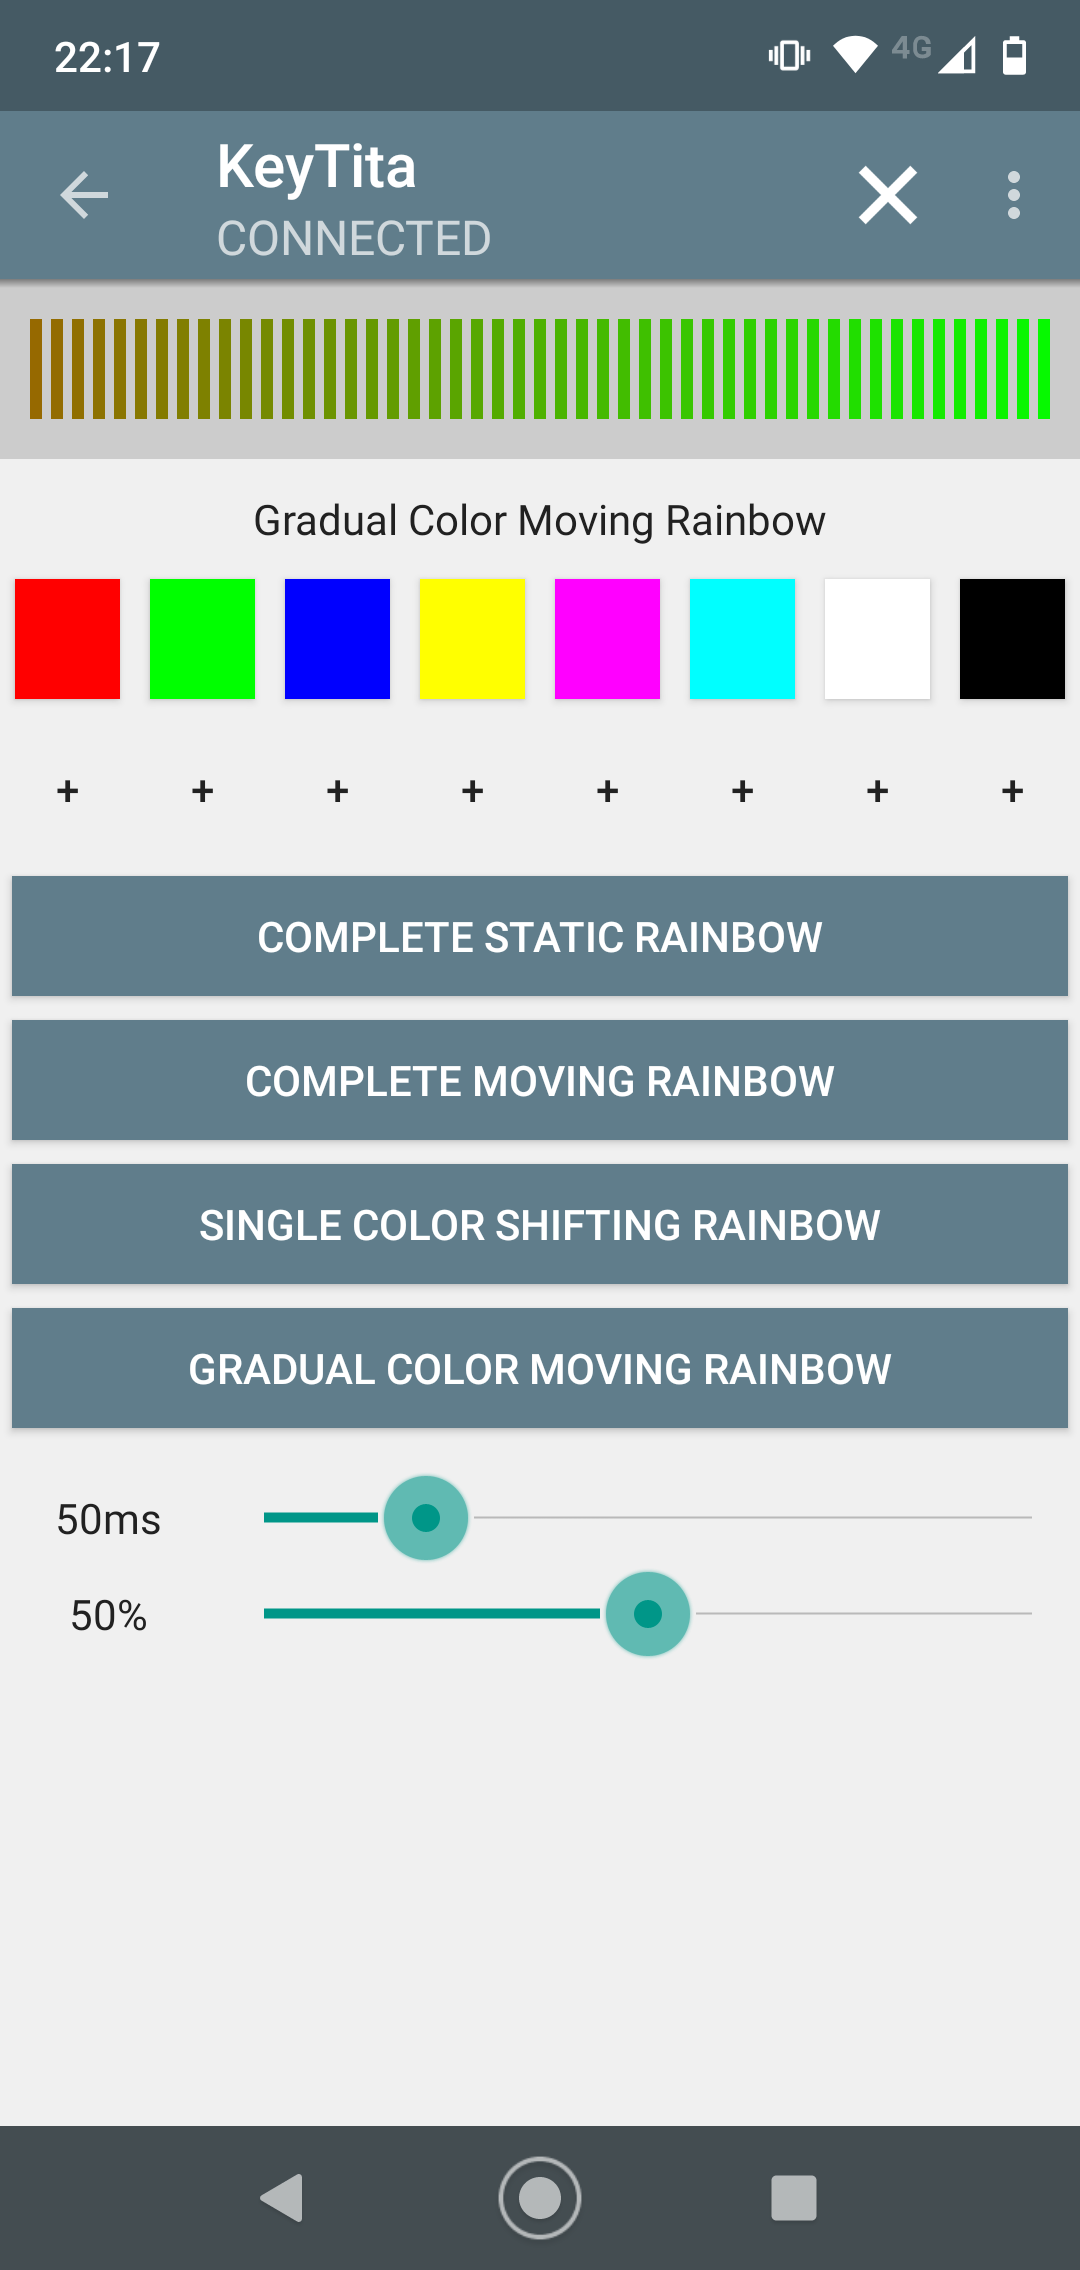 22:17
4G
KeyTita
CONNECTED
Gradual Color Moving Rainbow
+ + + + + + + +
COMPLETE STATIC RAINBOW
COMPLETE MOVING RAINBOW
SINGLE COLOR SHIFTING RAINBOW
GRADUAL COLOR MOVING RAINBOW
50ms
50%